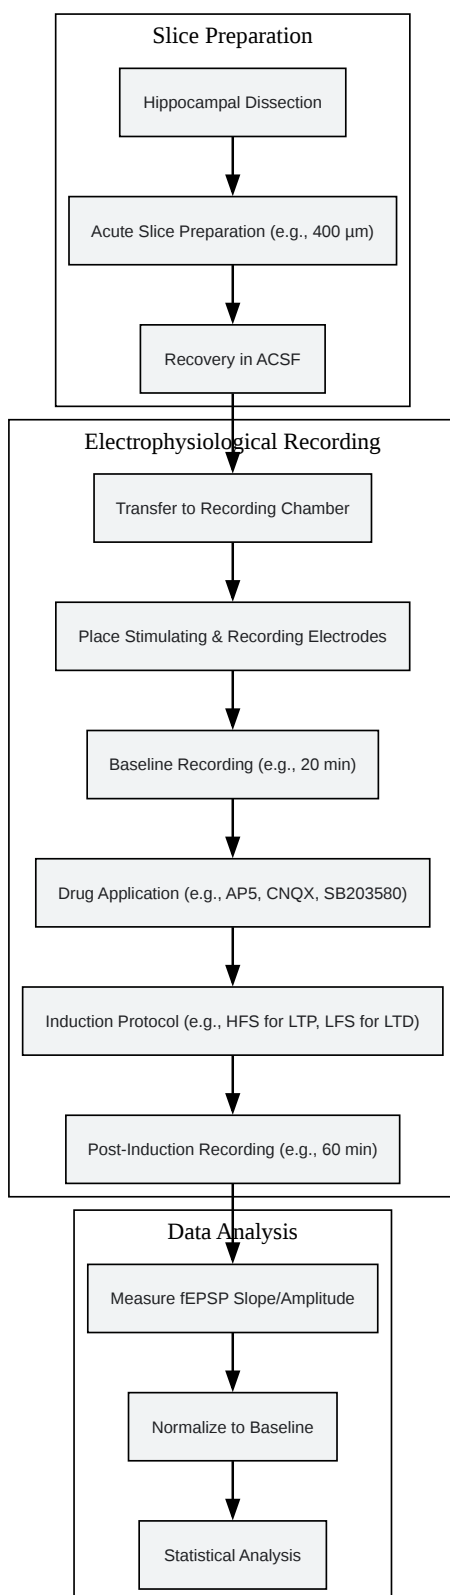 Slice Preparation
Hippocampal Dissection
Acute Slice Preparation (e.g., 400 µm)
Recovery in ACSF
Electrophysiological Recording
Transfer to Recording Chamber
Place Stimulating & Recording Electrodes
Baseline Recording (e.g., 20 min)
Drug Application (e.g., AP5, CNQX, SB203580)
Induction Protocol (e.g., HFS for LTP, LFS for LTD)
Post-Induction Recording (e.g., 60 min)
Data Analysis
Measure fEPSP Slope/Amplitude
Normalize to Baseline
Statistical Analysis